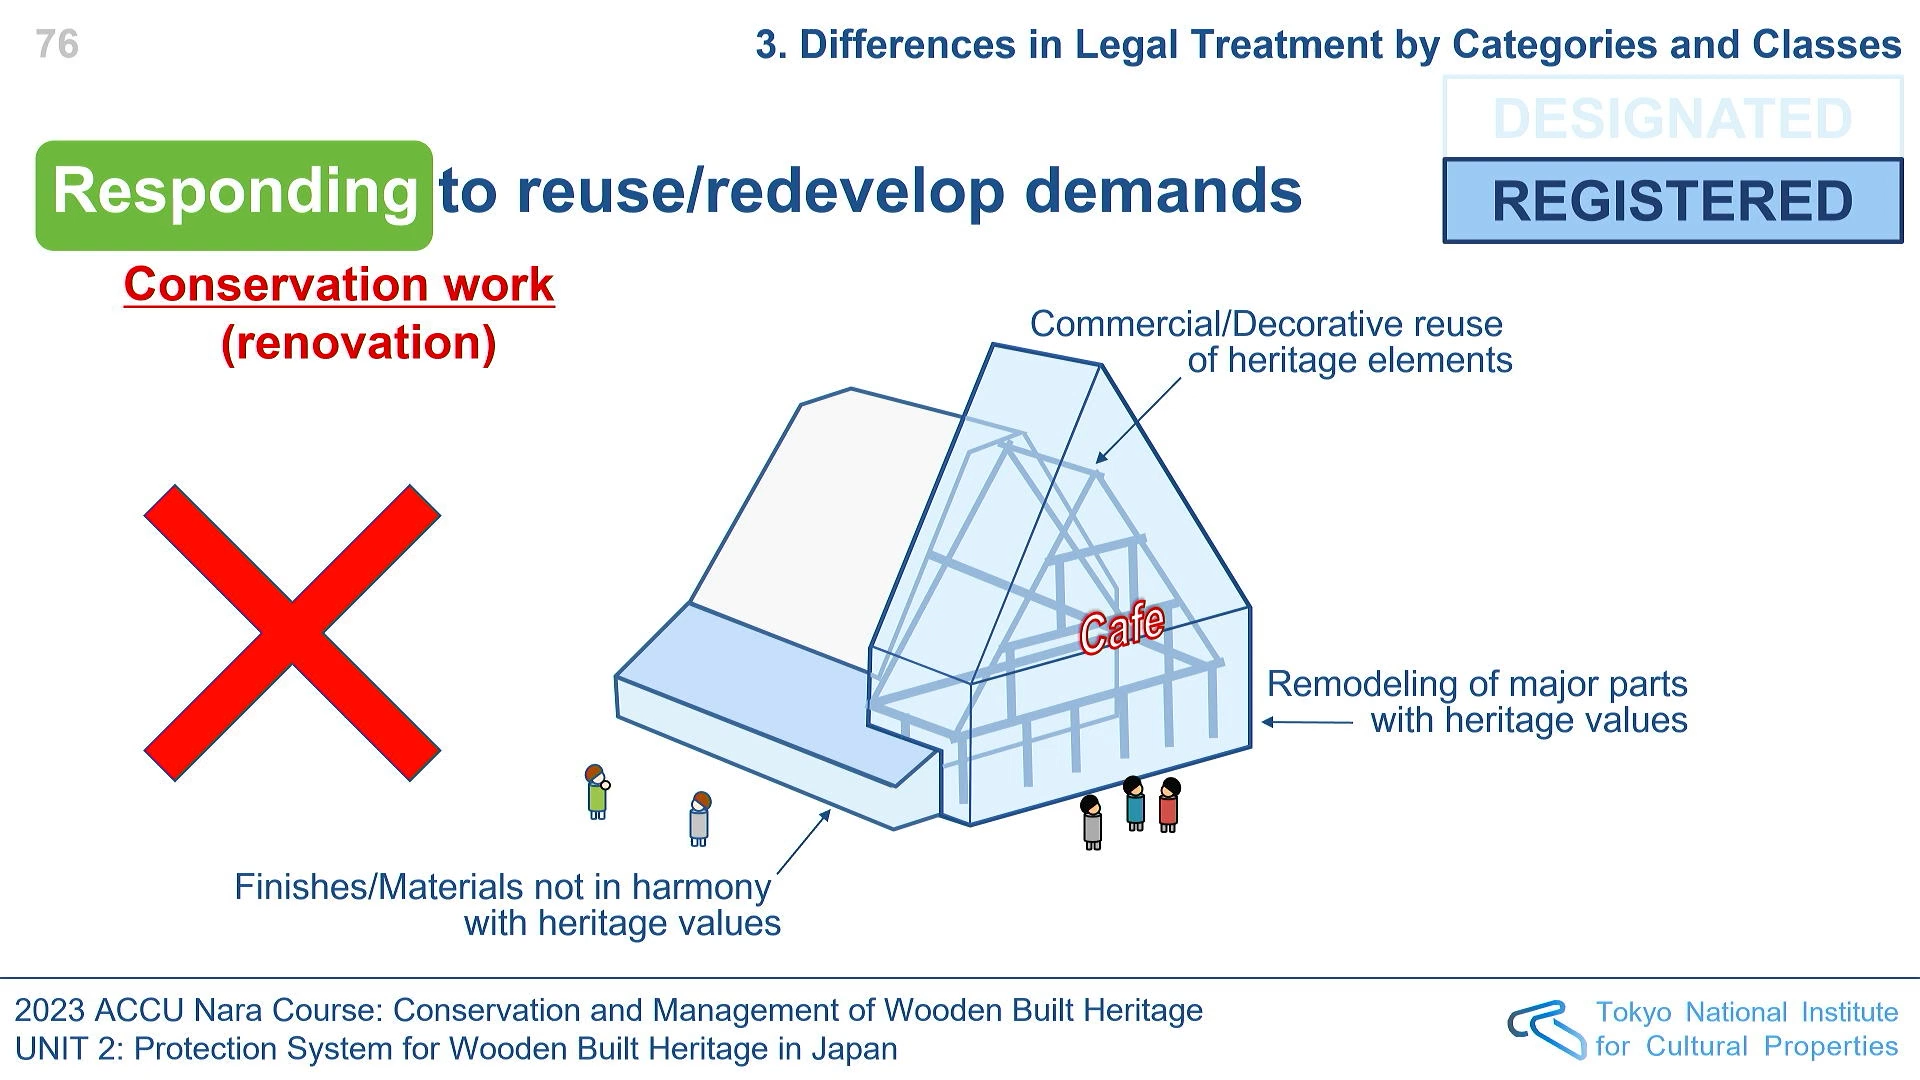 76
3. Differences in Legal Treatment by Categories and Classes
DESIGNATED
REGISTERED
Responding to reuse/redevelop demands
Conservation work
(renovation)
Commercial/Decorative reuse
of heritage elements
Cafe
Remodeling of major parts
with heritage values
Finishes/Materials not in harmony
with heritage values
2023 ACCU Nara Course: Conservation and Management of Wooden Built Heritage
UNIT 2: Protection System for Wooden Built Heritage in Japan
Tokyo National Institute
for Cultural Properties